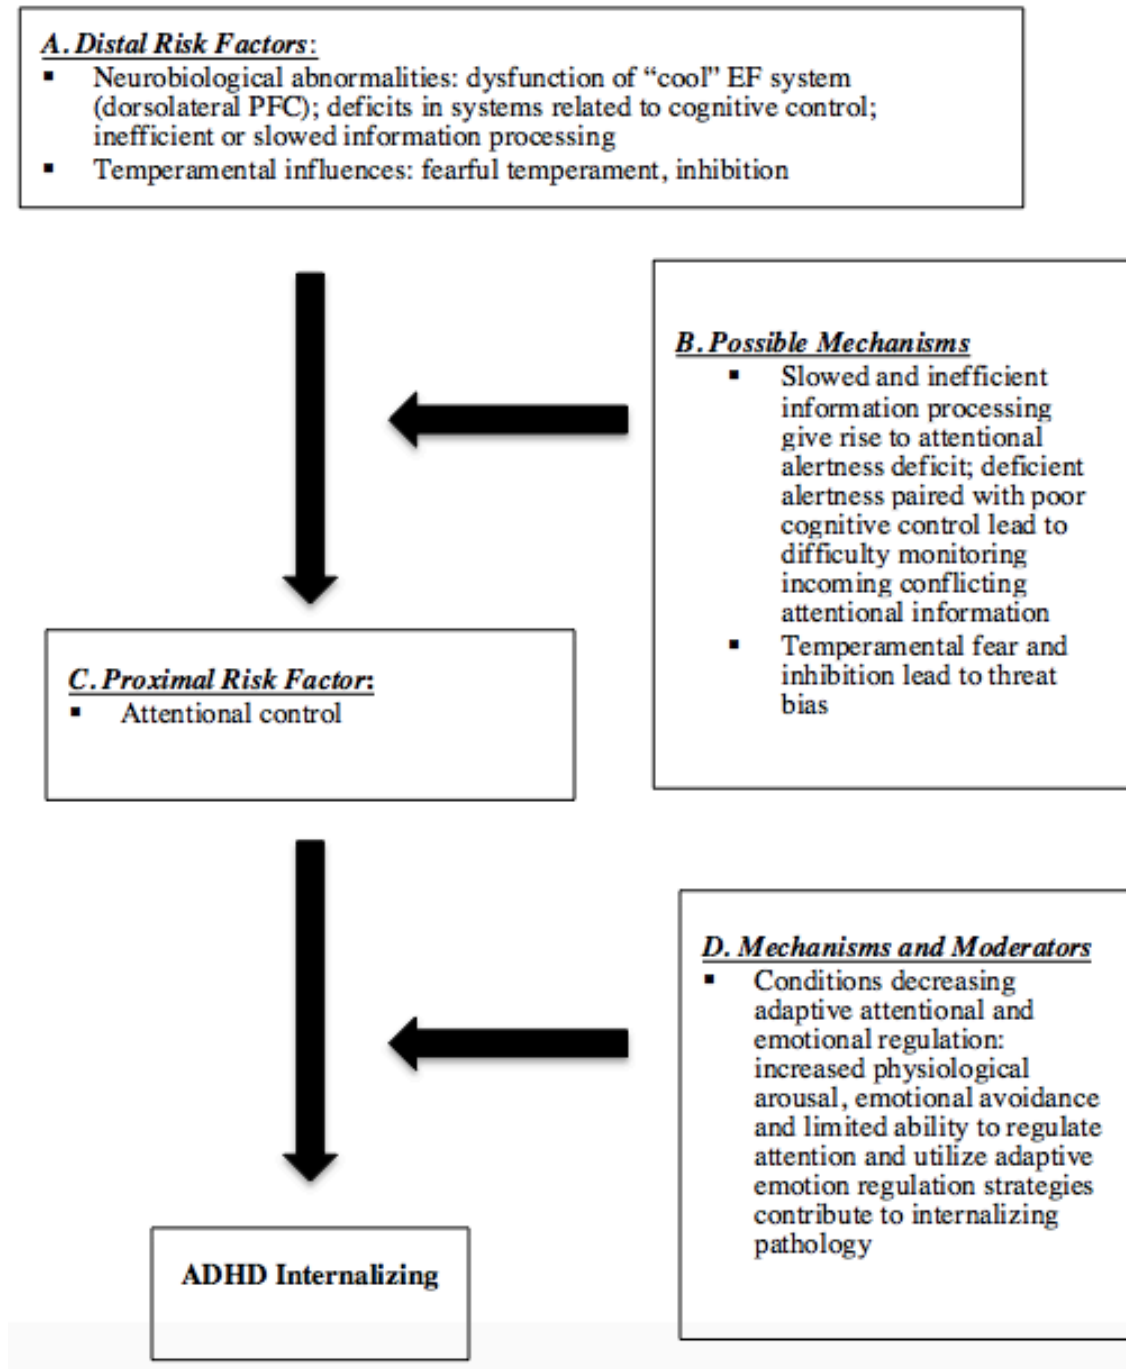 A. Distal Risk Factors:
▪ Neurobiological abnormalities: dysfunction of “cool” EF system
(dorsolateral PFC); deficits in systems related to cognitive control;
inefficient or slowed information processing
▪ Temperamental influences: fearful temperament, inhibition
B. Possible Mechanisms
▪ Slowed and inefficient
information processing
give rise to attentional
alertness deficit; deficient
alertness paired with poor
cognitive control lead to
difficulty monitoring
incoming conflicting
attentional information
▪ Temperamental fear and
inhibition lead to threat
bias
C. Proximal Risk Factor:
▪ Attentional control
D. Mechanisms and Moderators
▪ Conditions decreasing
adaptive attentional and
emotional regulation:
increased physiological
arousal, emotional avoidance
and limited ability to regulate
attention and utilize adaptive
emotion regulation strategies
contribute to internalizing
pathology
ADHD Internalizing